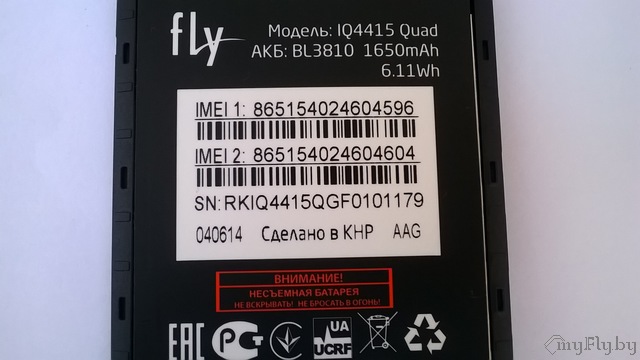 fly
Модель: IQ4415 Quad
АКБ: BL3810 1650mAh
6.11Wh
IMEI 1: 865154024604596
IMEI 2: 865154024604604
SN: RKIQ4415QGF0101179
040614 Сделано в КНР AAG
ВНИМАНИЕ!
НЕСЪЕМНАЯ БАТАРЕЯ
НЕ ВСКРЫВАТЬ! НЕ БРОСАТЬ В ОГОНЬ!
EAC
UA
UCRF
myFly.by